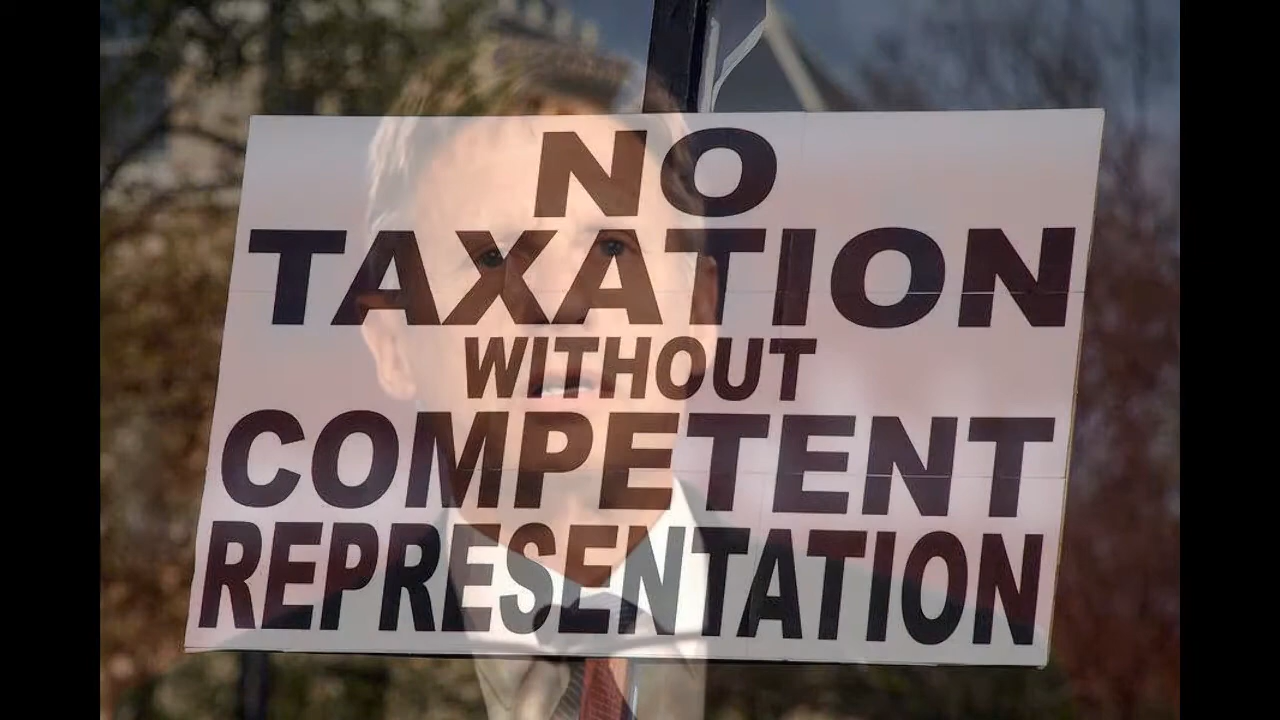 NO
TAXATION
WITHOUT
COMPETENT
REPRESENTATION